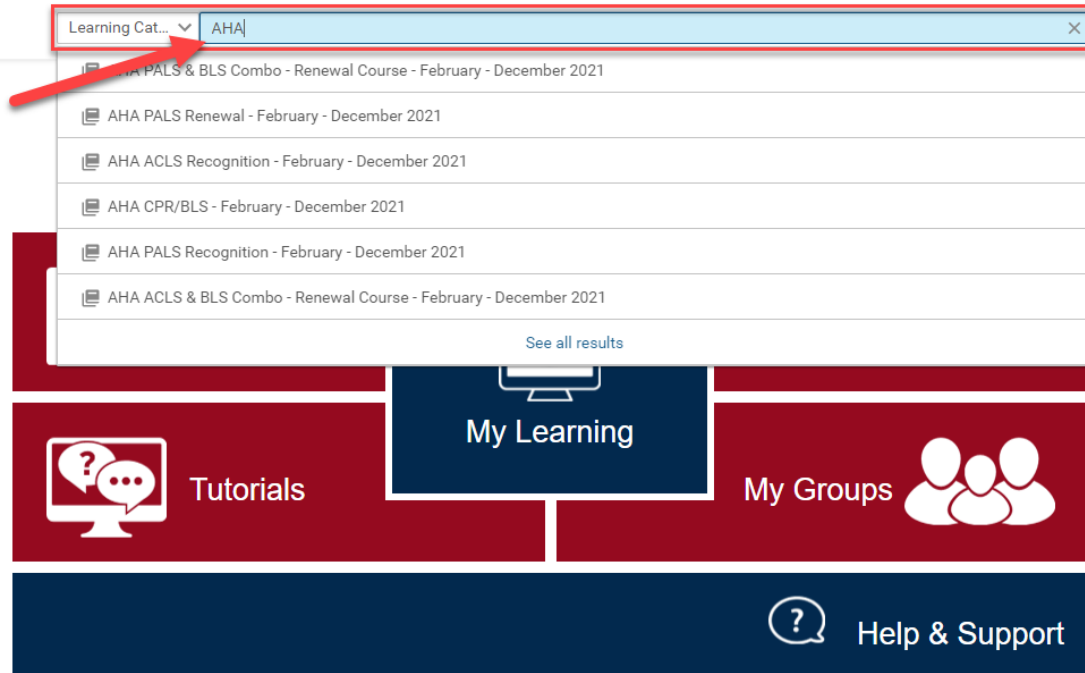 Learning Cat... AHA
AHA PALS & BLS Combo - Renewal Course - February - December 2021
AHA PALS Renewal - February - December 2021
AHA ACLS Recognition - February - December 2021
AHA CPR/BLS - February - December 2021
AHA PALS Recognition - February - December 2021
AHA ACLS & BLS Combo - Renewal Course - February - December 2021
See all results
My Learning
Tutorials
My Groups
Help & Support